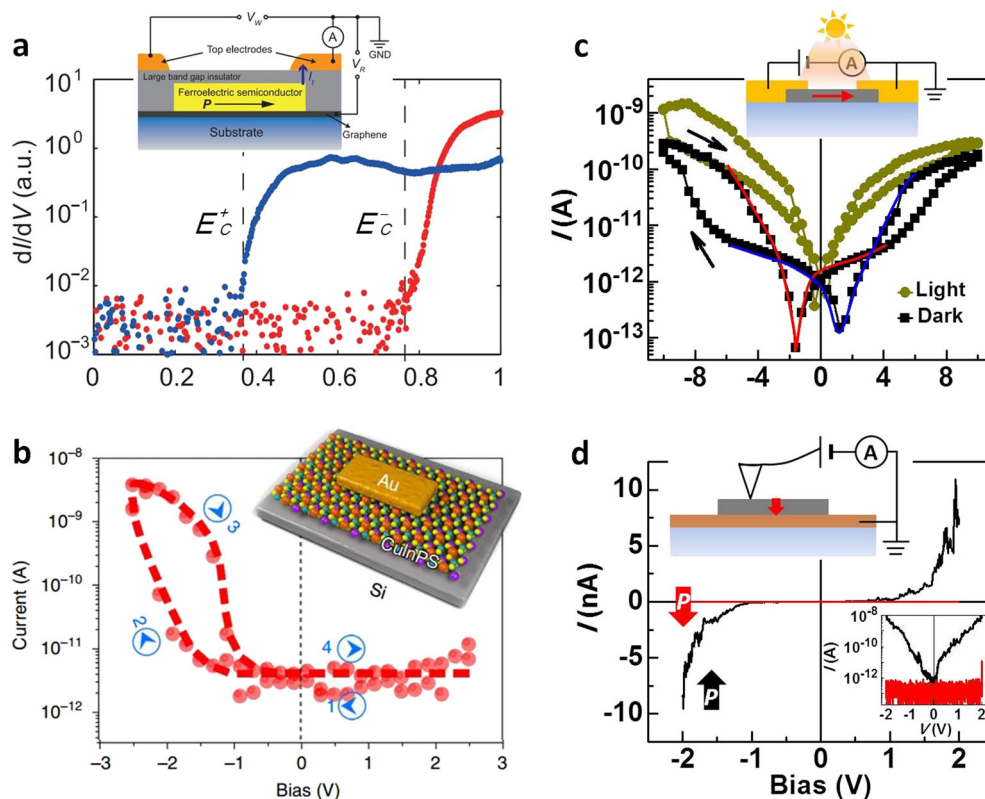 a
V_W
A
GND
V_R
Top electrodes
I_t
Large band gap insulator
Ferroelectric semiconductor
P
Graphene
Substrate
dI/dV (a.u.)
10^1
10^0
10^-1
10^-2
10^-3
E_C^+
E_C^-
0
0.2
0.4
0.6
0.8
1
c
A
I (A)
10^-9
10^-10
10^-11
10^-12
10^-13
Light
Dark
-8
-4
0
4
8
b
Current (A)
10^-8
10^-9
10^-10
10^-11
10^-12
Au
CuInPS
Si
3
2
4
1
−3
−2
−1
0
1
2
3
Bias (V)
d
A
I (nA)
10
5
0
-5
-10
P
P
I (A)
10^-8
10^-10
10^-12
-2
-1
0
1
2
V (V)
-2
-1
0
1
2
Bias (V)